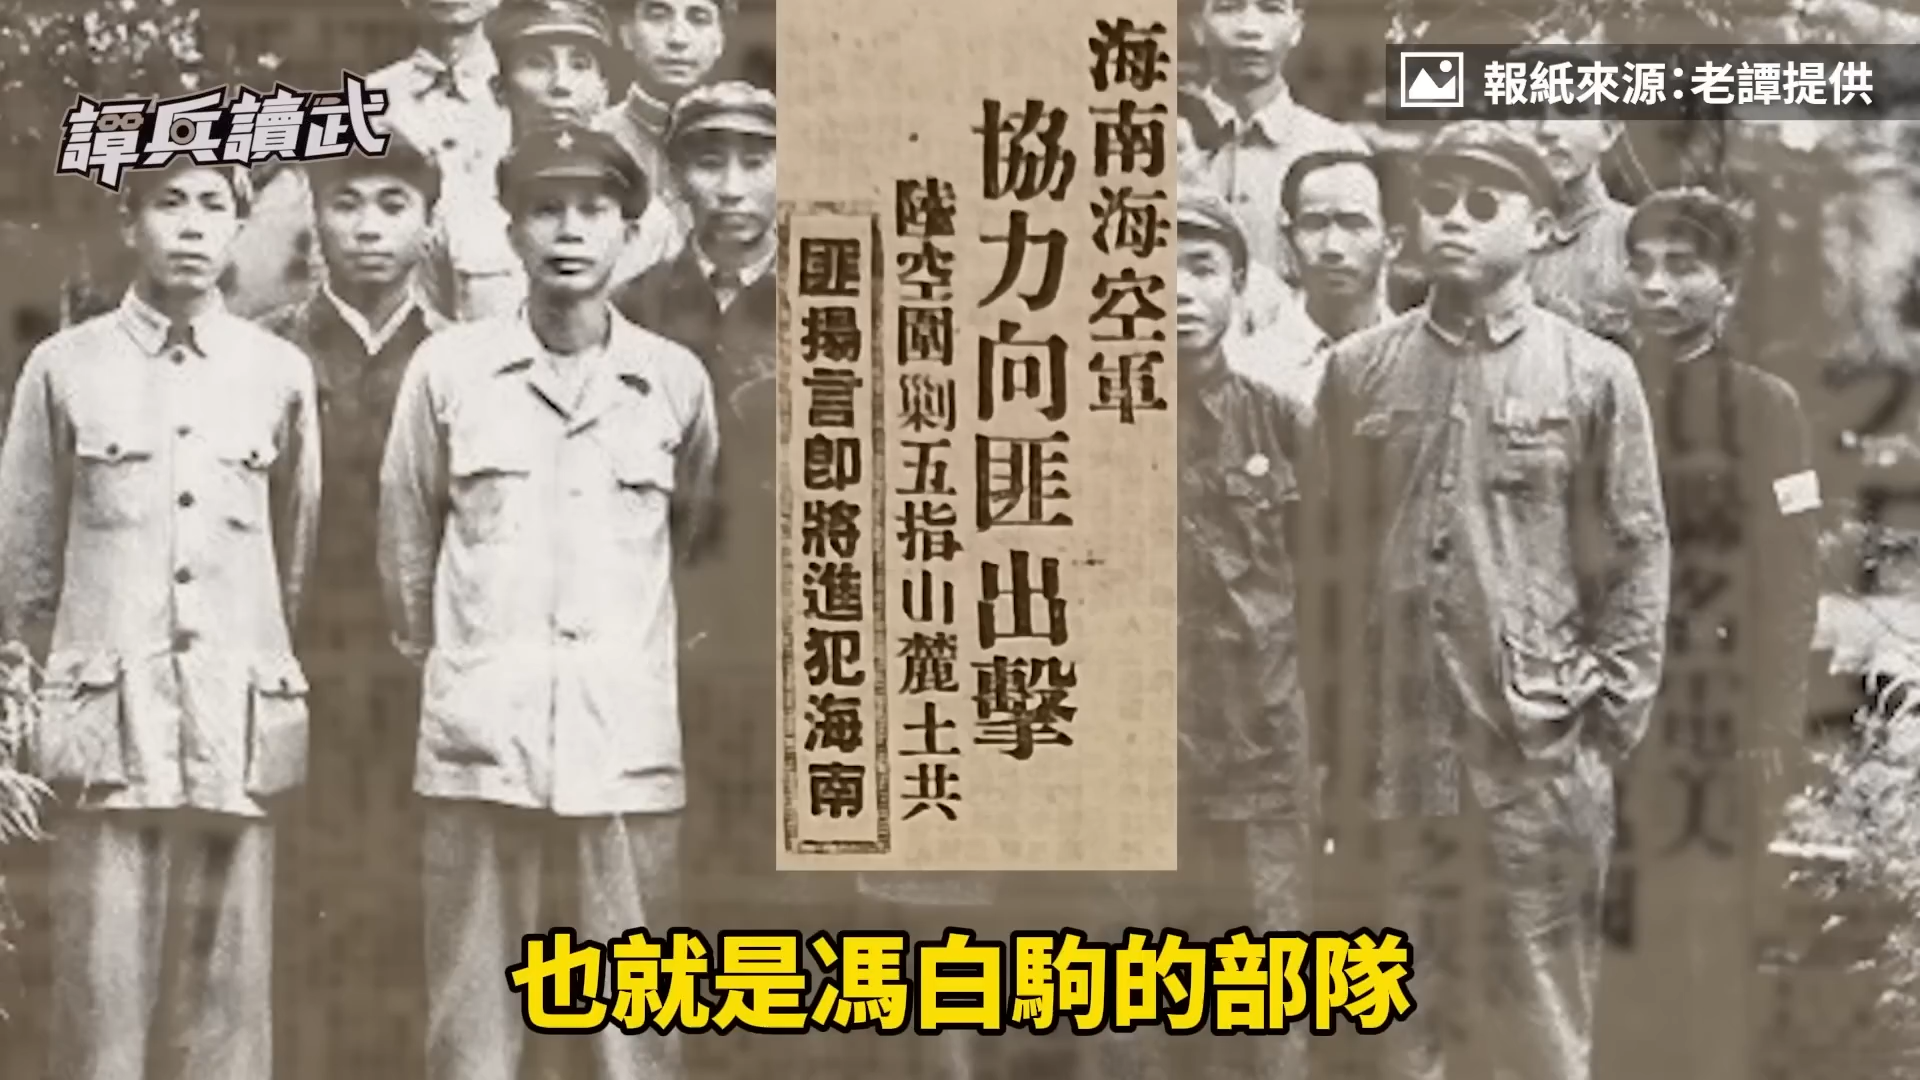 譚兵讀武
報紙來源：老譚提供
海南海空軍
協力向匪出擊
陸空圍剿五指山麓土共
匪揚言即將進犯海南
也就是馮白駒的部隊